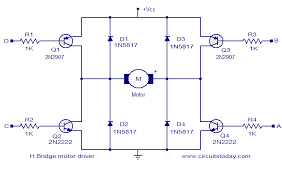 +Vcc
R1
D
1K
Q1
2N2907
D1
1N5817
D3
1N5817
Q3
2N2907
R3
B
1K
M
+
Motor
R2
C
1K
Q2
2N2222
D2
1N5817
D4
1N5817
Q4
2N2222
R4
A
1K
H Bridge motor driver
www.circuitstoday.com